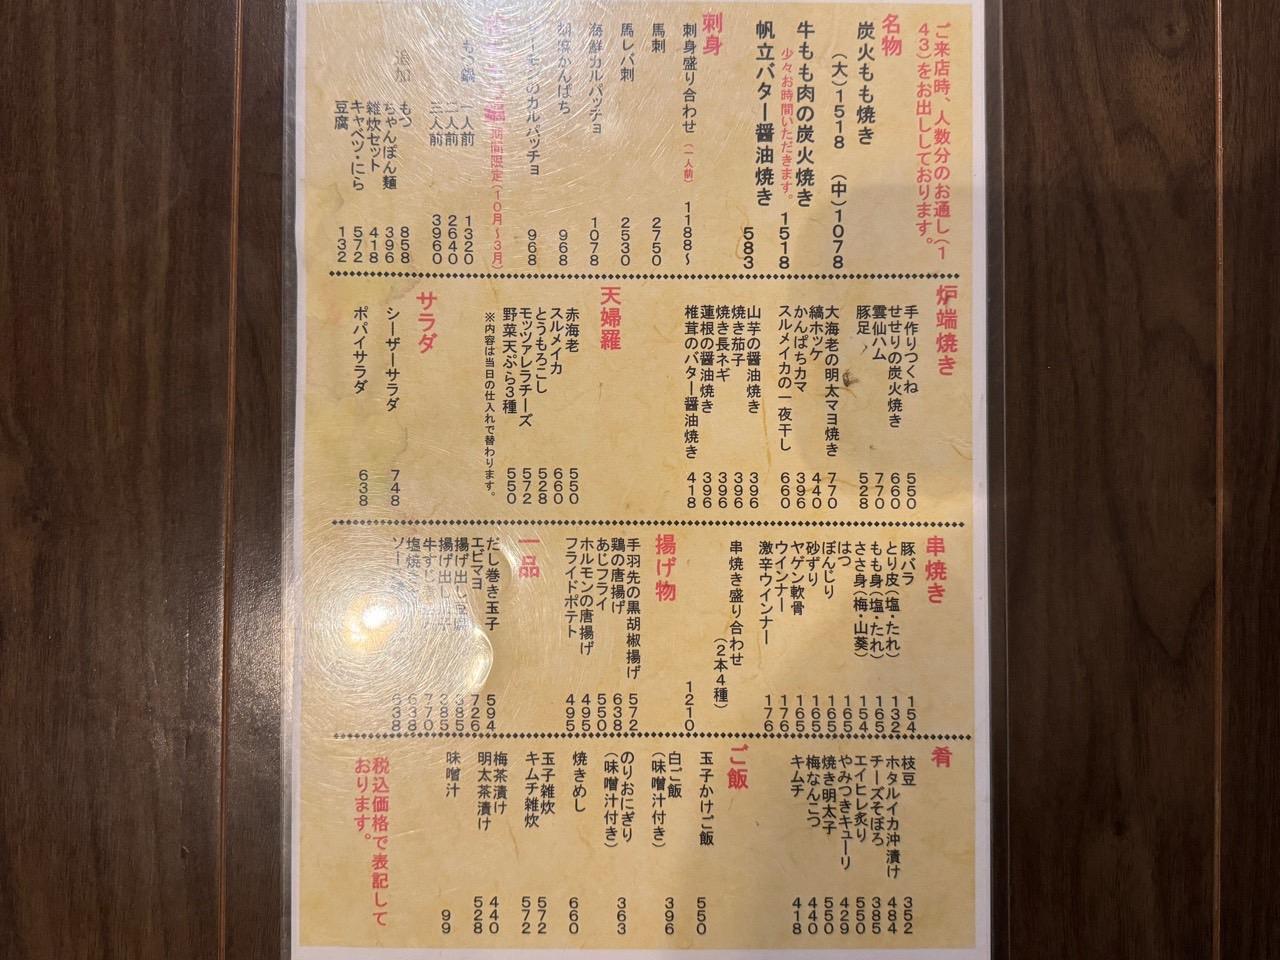 ご来店時、人数分のお通し(1
43)をお出ししております。
名物
炭火もも焼き
(大)1518 (中)1078
牛もも肉の炭火焼き 1518
少々お時間いただきます。
帆立バター醤油焼き 583
刺身
刺身盛り合わせ(一人前) 1188〜
馬刺 2750
馬レバ刺 2530
海鮮カルパッチョ 1078
かんぱち 968
サーモンのカルパッチョ 968
期間限定(10月〜3月)
もつ鍋 一人前 1320
二人前 2640
三人前 3960
追加 もつ 858
ちゃんぽん麺 396
雑炊セット 418
キャベツ・にら 572
豆腐 132
炉端焼き
手作りつくね 550
せせりの炭火焼き 660
雲仙ハム 770
豚足 528
大海老の明太マヨ焼き 770
縞ホッケ 440
かんぱちカマ 396
スルメイカの一夜干し 660
山芋の醤油焼き 396
焼き茄子 396
焼き長ネギ 396
蓮根の醤油焼き 396
椎茸のバター醤油焼き 418
天婦羅
赤海老 550
スルメイカ 660
とうもろこし 528
モッツァレラチーズ 572
野菜天ぷら3種 550
※内容は当日の仕入れで替わります。
サラダ
シーザーサラダ 748
ポパイサラダ 638
串焼き
豚バラ 154
とり皮(塩・たれ) 132
もも身(塩・たれ) 165
ささ身(梅・山葵) 154
はつ 165
ぼんじり 165
砂ずり 165
ヤゲン軟骨 165
ウインナー 176
激辛ウインナー 176
串焼き盛り合わせ
(2本4種) 1210
揚げ物
手羽先の黒胡椒揚げ 572
鶏の唐揚げ 638
あじフライ 550
ホルモンの唐揚げ 495
フライドポテト 495
一品
だし巻き玉子 594
エビマヨ 726
揚げ出し豆腐 385
揚げ出し 385
牛すじ 770
塩焼き 638
ソー 638
肴
枝豆 352
ホタルイカ沖漬け 484
チーズそぼろ 385
エイヒレ炙り 550
やみつきキューリ 429
焼き明太子 550
梅なんこつ 440
キムチ 418
ご飯
玉子かけご飯 550
白ご飯
(味噌汁付き) 396
のりおにぎり
(味噌汁付き) 363
焼きめし 660
玉子雑炊 572
キムチ雑炊 572
梅茶漬け 440
明太茶漬け 528
味噌汁 99
税込価格で表記して
おります。